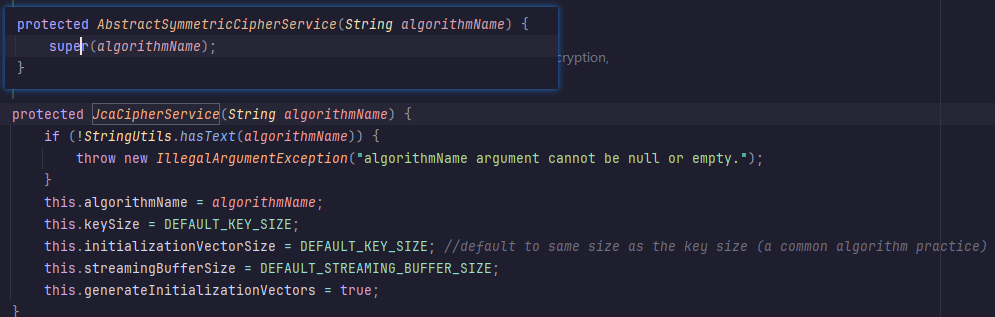 protected AbstractSymmetricCipherService(String algorithmName) {
super(algorithmName);
}
cryption,
protected JcaCipherService(String algorithmName) {
if (!StringUtils.hasText(algorithmName)) {
throw new IllegalArgumentException("algorithmName argument cannot be null or empty.");
}
this.algorithmName = algorithmName;
this.keySize = DEFAULT_KEY_SIZE;
this.initializationVectorSize = DEFAULT_KEY_SIZE; //default to same size as the key size (a common algorithm practice)
this.streamingBufferSize = DEFAULT_STREAMING_BUFFER_SIZE;
this.generateInitializationVectors = true;
}